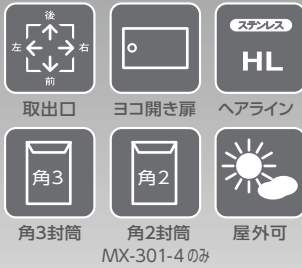 後
左 右
前
取出口
ヨコ開き扉
ステンレス
HL
ヘアライン
角3
角3封筒
角2
角2封筒
MX-301-4のみ
屋外可